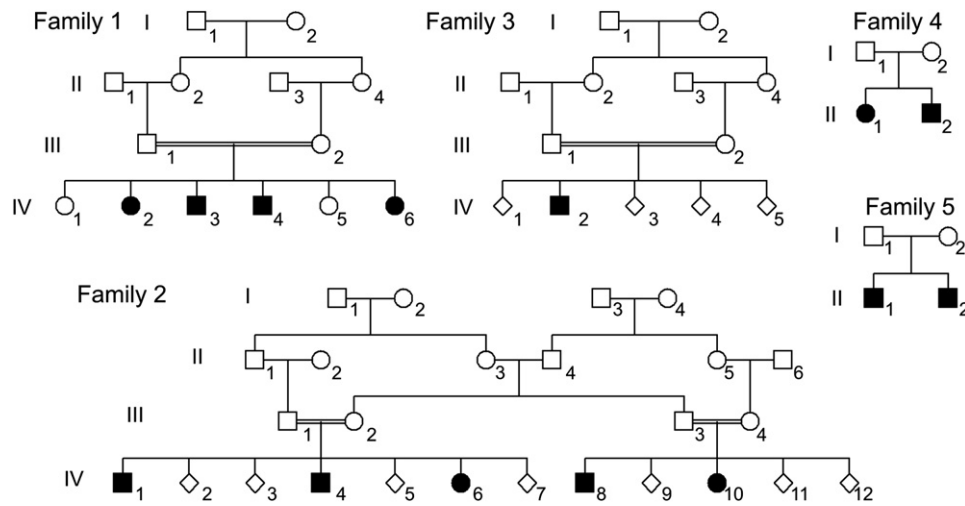 Family 1 I 1 2
II 1 2 3 4
III 1 2
IV 1 2 3 4 5 6
Family 3 I 1 2
II 1 2 3 4
III 1 2
IV 1 2 3 4 5
Family 4
I 1 2
II 1 2
Family 5
I 1 2
II 1 2
Family 2 I 1 2 3 4
II 1 2 3 4 5 6
III 1 2 3 4
IV 1 2 3 4 5 6 7 8 9 10 11 12